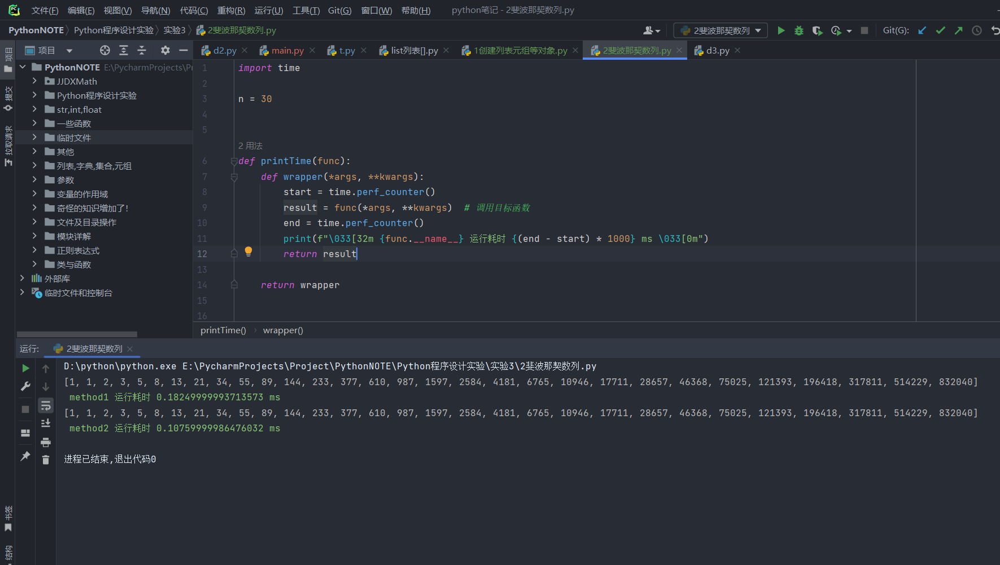 PC 文件(F) 编辑(E) 视图(V) 导航(N) 代码(C) 重构(R) 运行(U) 工具(T) Git(G) 窗口(W) 帮助(H) python笔记 - 2斐波那契数列.py
PythonNOTE 〉 Python程序设计实验 〉 实验3 〉 2斐波那契数列.py 2斐波那契数列 Git(G):
项目 d2.py main.py t.py list列表[].py 1创建列表元组等对象.py 2斐波那契数列.py d3.py
项目
提交
拉取请求
PythonNOTE E:\PycharmProjects\P
JJDXMath
Python程序设计实验
str,int,float
一些函数
临时文件
其他
列表,字典,集合,元组
参数
变量的作用域
奇怪的知识增加了!
文件及目录操作
模块详解
正则表达式
类与函数
外部库
临时文件和控制台
1 import time
2
3 n = 30
4
5
2 用法
6 def printTime(func):
7 def wrapper(*args, **kwargs):
8 start = time.perf_counter()
9 result = func(*args, **kwargs) # 调用目标函数
10 end = time.perf_counter()
11 print(f"\033[32m {func.__name__} 运行耗时 {(end - start) * 1000} ms \033[0m")
12 return result
13
14 return wrapper
15
16
printTime() › wrapper()
运行: 2斐波那契数列
D:\python\python.exe E:\PycharmProjects\Project\PythonNOTE\Python程序设计实验\实验3\2斐波那契数列.py
[1, 1, 2, 3, 5, 8, 13, 21, 34, 55, 89, 144, 233, 377, 610, 987, 1597, 2584, 4181, 6765, 10946, 17711, 28657, 46368, 75025, 121393, 196418, 317811, 514229, 832040]
method1 运行耗时 0.18249999993713573 ms
[1, 1, 2, 3, 5, 8, 13, 21, 34, 55, 89, 144, 233, 377, 610, 987, 1597, 2584, 4181, 6765, 10946, 17711, 28657, 46368, 75025, 121393, 196418, 317811, 514229, 832040]
method2 运行耗时 0.10759999986476032 ms
进程已结束,退出代码0
书签
结构